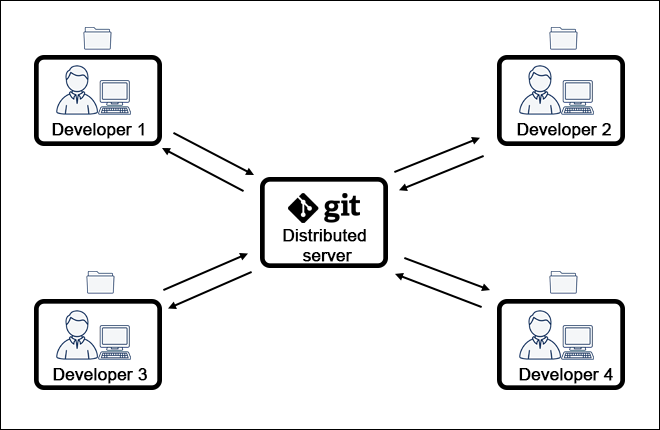 Developer 1
Developer 2
git
Distributed
server
Developer 3
Developer 4